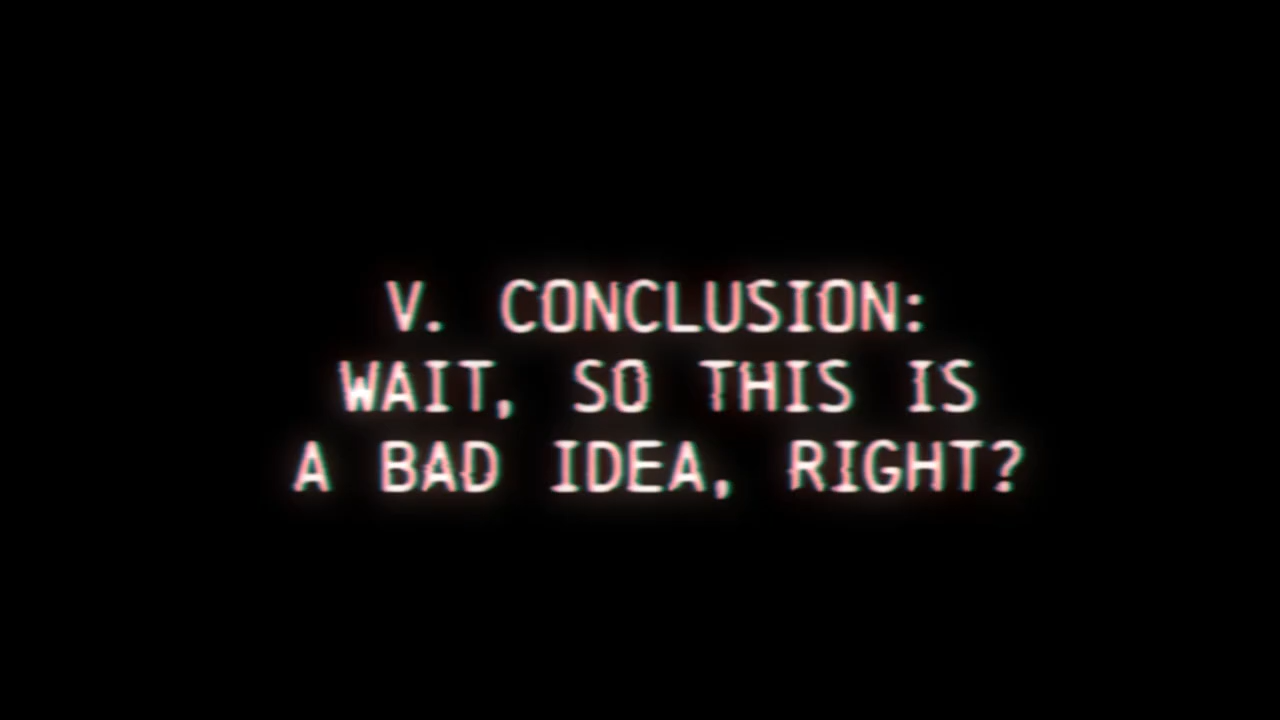 V. CONCLUSION:
WAIT, SO THIS IS
A BAD IDEA, RIGHT?